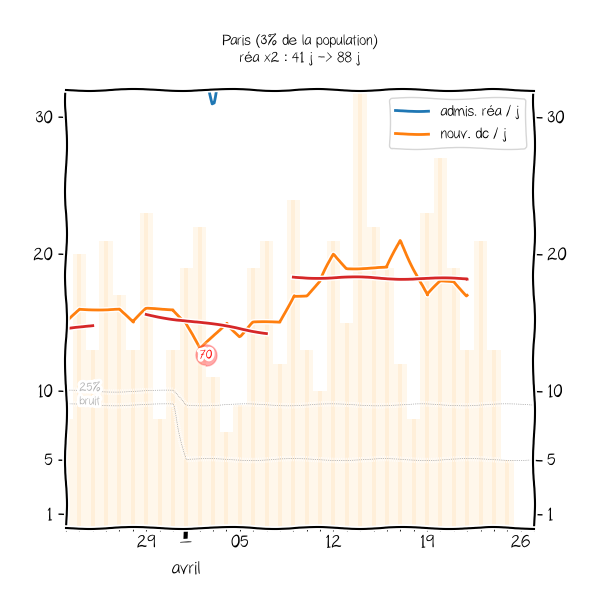 Paris (3% de la population)
réa x2 : 41 j -> 88 j
admis. réa / j
nouv. dc / j
30
30
20
20
70
25%
bruit
10
10
5
5
1
1
29
05
12
19
26
avril